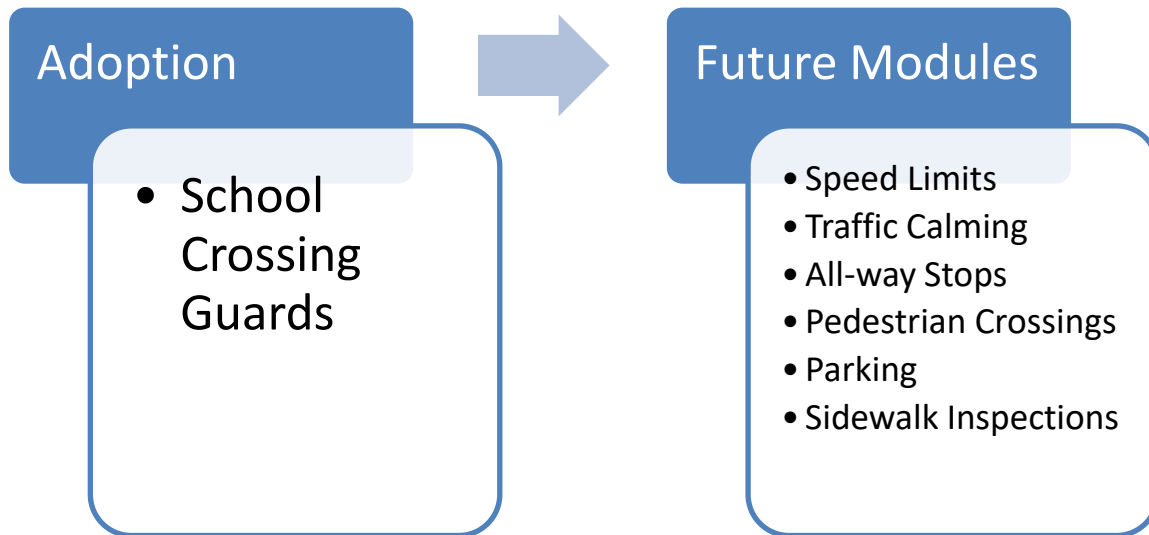 Adoption
• School
Crossing
Guards
Future Modules
• Speed Limits
• Traffic Calming
• All-way Stops
• Pedestrian Crossings
• Parking
• Sidewalk Inspections